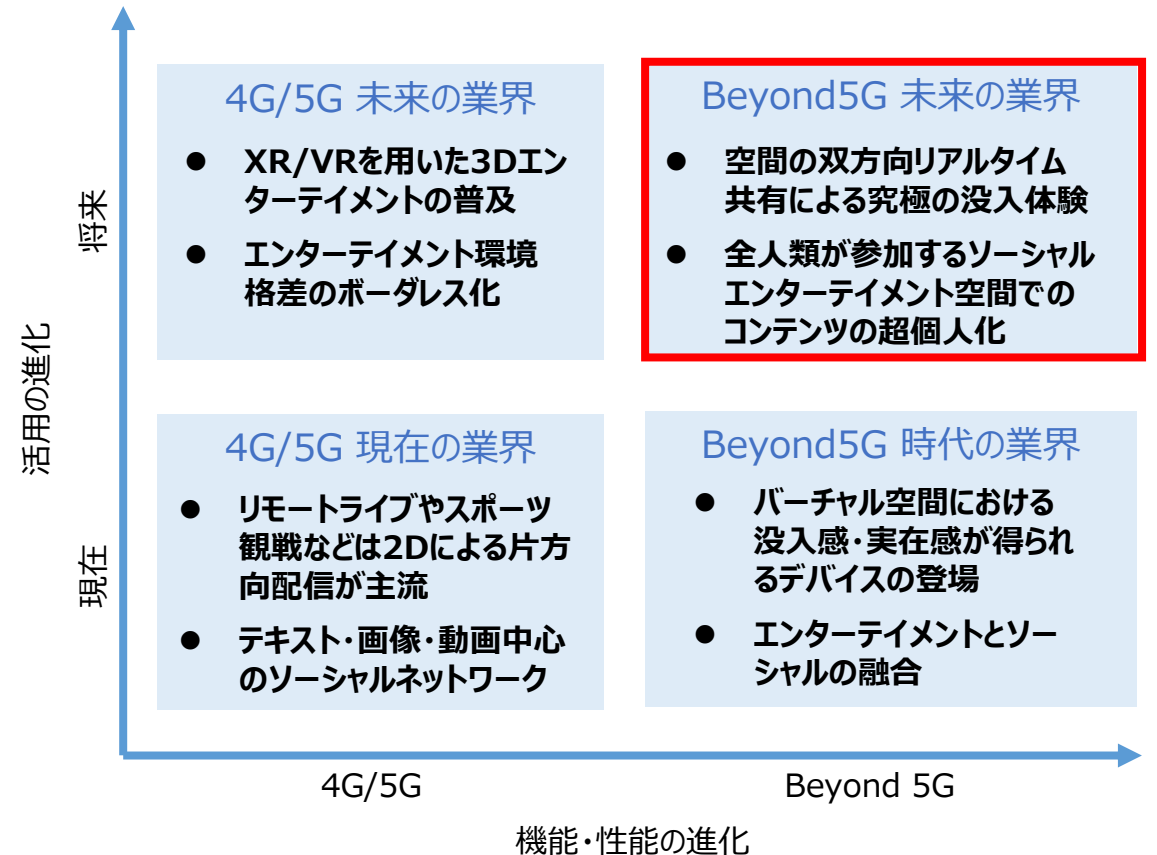 活用の進化
将来
4G/5G 未来の業界
● XR/VRを用いた3Dエン
ターテイメントの普及
● エンターテイメント環境
格差のボーダレス化
Beyond5G 未来の業界
● 空間の双方向リアルタイム
共有による究極の没入体験
● 全人類が参加するソーシャル
エンターテイメント空間での
コンテンツの超個人化
現在
4G/5G 現在の業界
● リモートライブやスポーツ
観戦などは2Dによる片方
向配信が主流
● テキスト・画像・動画中心
のソーシャルネットワーク
Beyond5G 時代の業界
● バーチャル空間における
没入感・実在感が得られ
るデバイスの登場
● エンターテイメントとソー
シャルの融合
4G/5G
Beyond 5G
機能・性能の進化